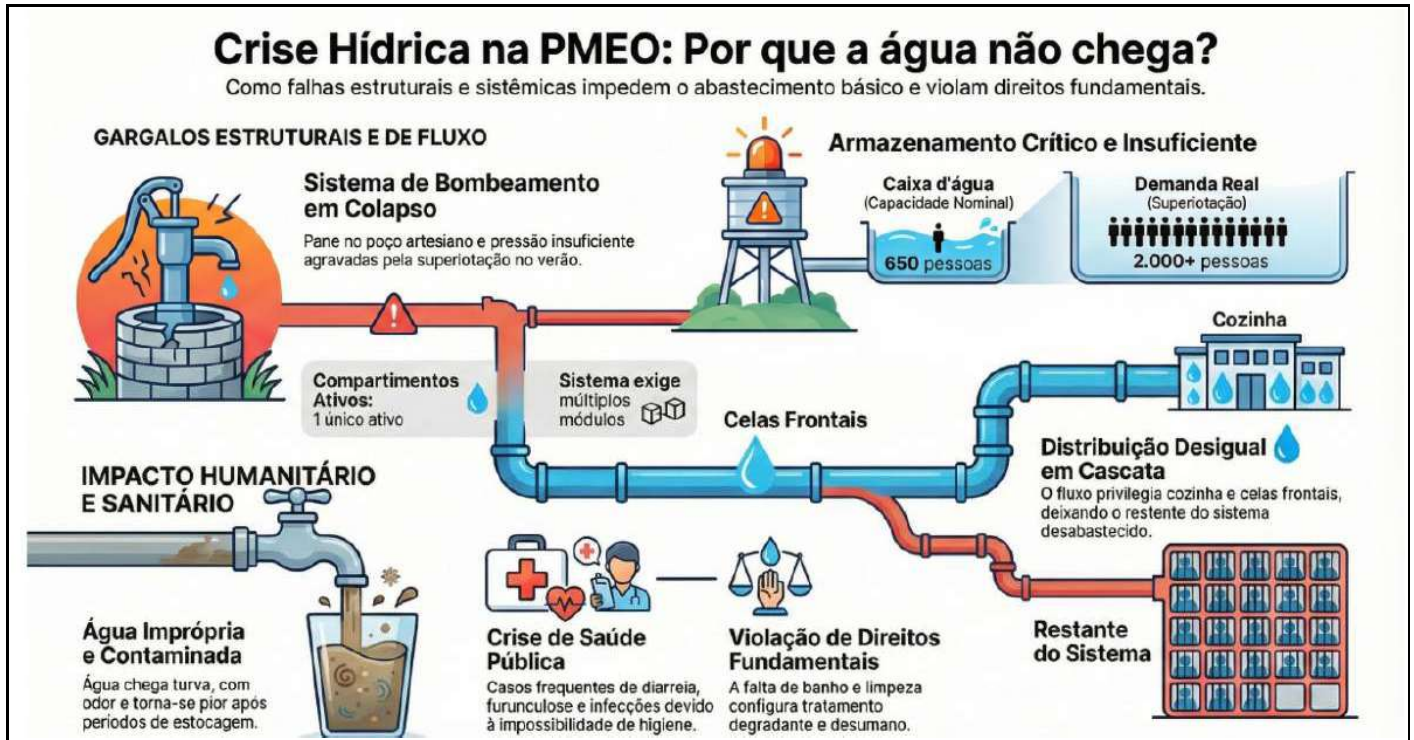 Crise Hídrica na PMEO: Por que a água não chega?
Como falhas estruturais e sistêmicas impedem o abastecimento básico e violam direitos fundamentais.
GARGALOS ESTRUTURAIS E DE FLUXO
Sistema de Bombeamento
em Colapso
Pane no poço artesiano e pressão insuficiente
agravadas pela superiotação no verão.
Armazenamento Crítico e Insuficiente
Caixa d'água
(Capacidade Nominal)
650 pessoas
Demanda Real
(Superiotação)
2.000+ pessoas
Compartimentos
Ativos:
1 único ativo
Sistema exige
múltiplos
módulos
Celas Frontais
Cozinha
Distribuição Desigual
em Cascata
O fluxo privilegia cozinha e celas frontais,
deixando o restente do sistema
desabastecido.
Restante
do Sistema
IMPACTO HUMANITÁRIO
E SANITÁRIO
Água Imprópria
e Contaminada
Água chega turva, com
odor e torna-se pior após
periodos de estocagem.
Crise de Saúde
Pública
Casos frequentes de diarreia,
furunculose e infecções devido
à impossibilidade de higiene.
Violação de Direitos
Fundamentais
A falta de banho e limpeza
configura tratamento
degradante e desumano.